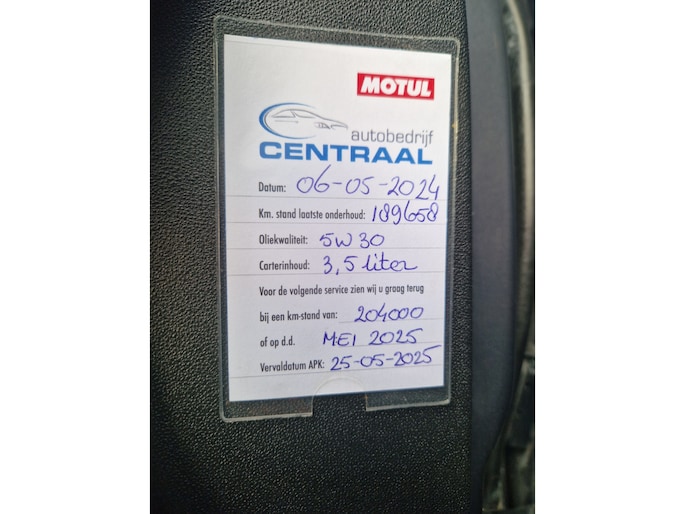 MOTUL
autobedrijf
CENTRAAL
Datum: 06-05-2024
Km. stand laatste onderhoud: 189658
Oliekwaliteit: 5W30
Carterinhoud: 3,5 liter
Voor de volgende service zien wij u graag terug
bij een km-stand van: 204000
of op d.d. MEI 2025
Vervaldatum APK: 25-05-2025